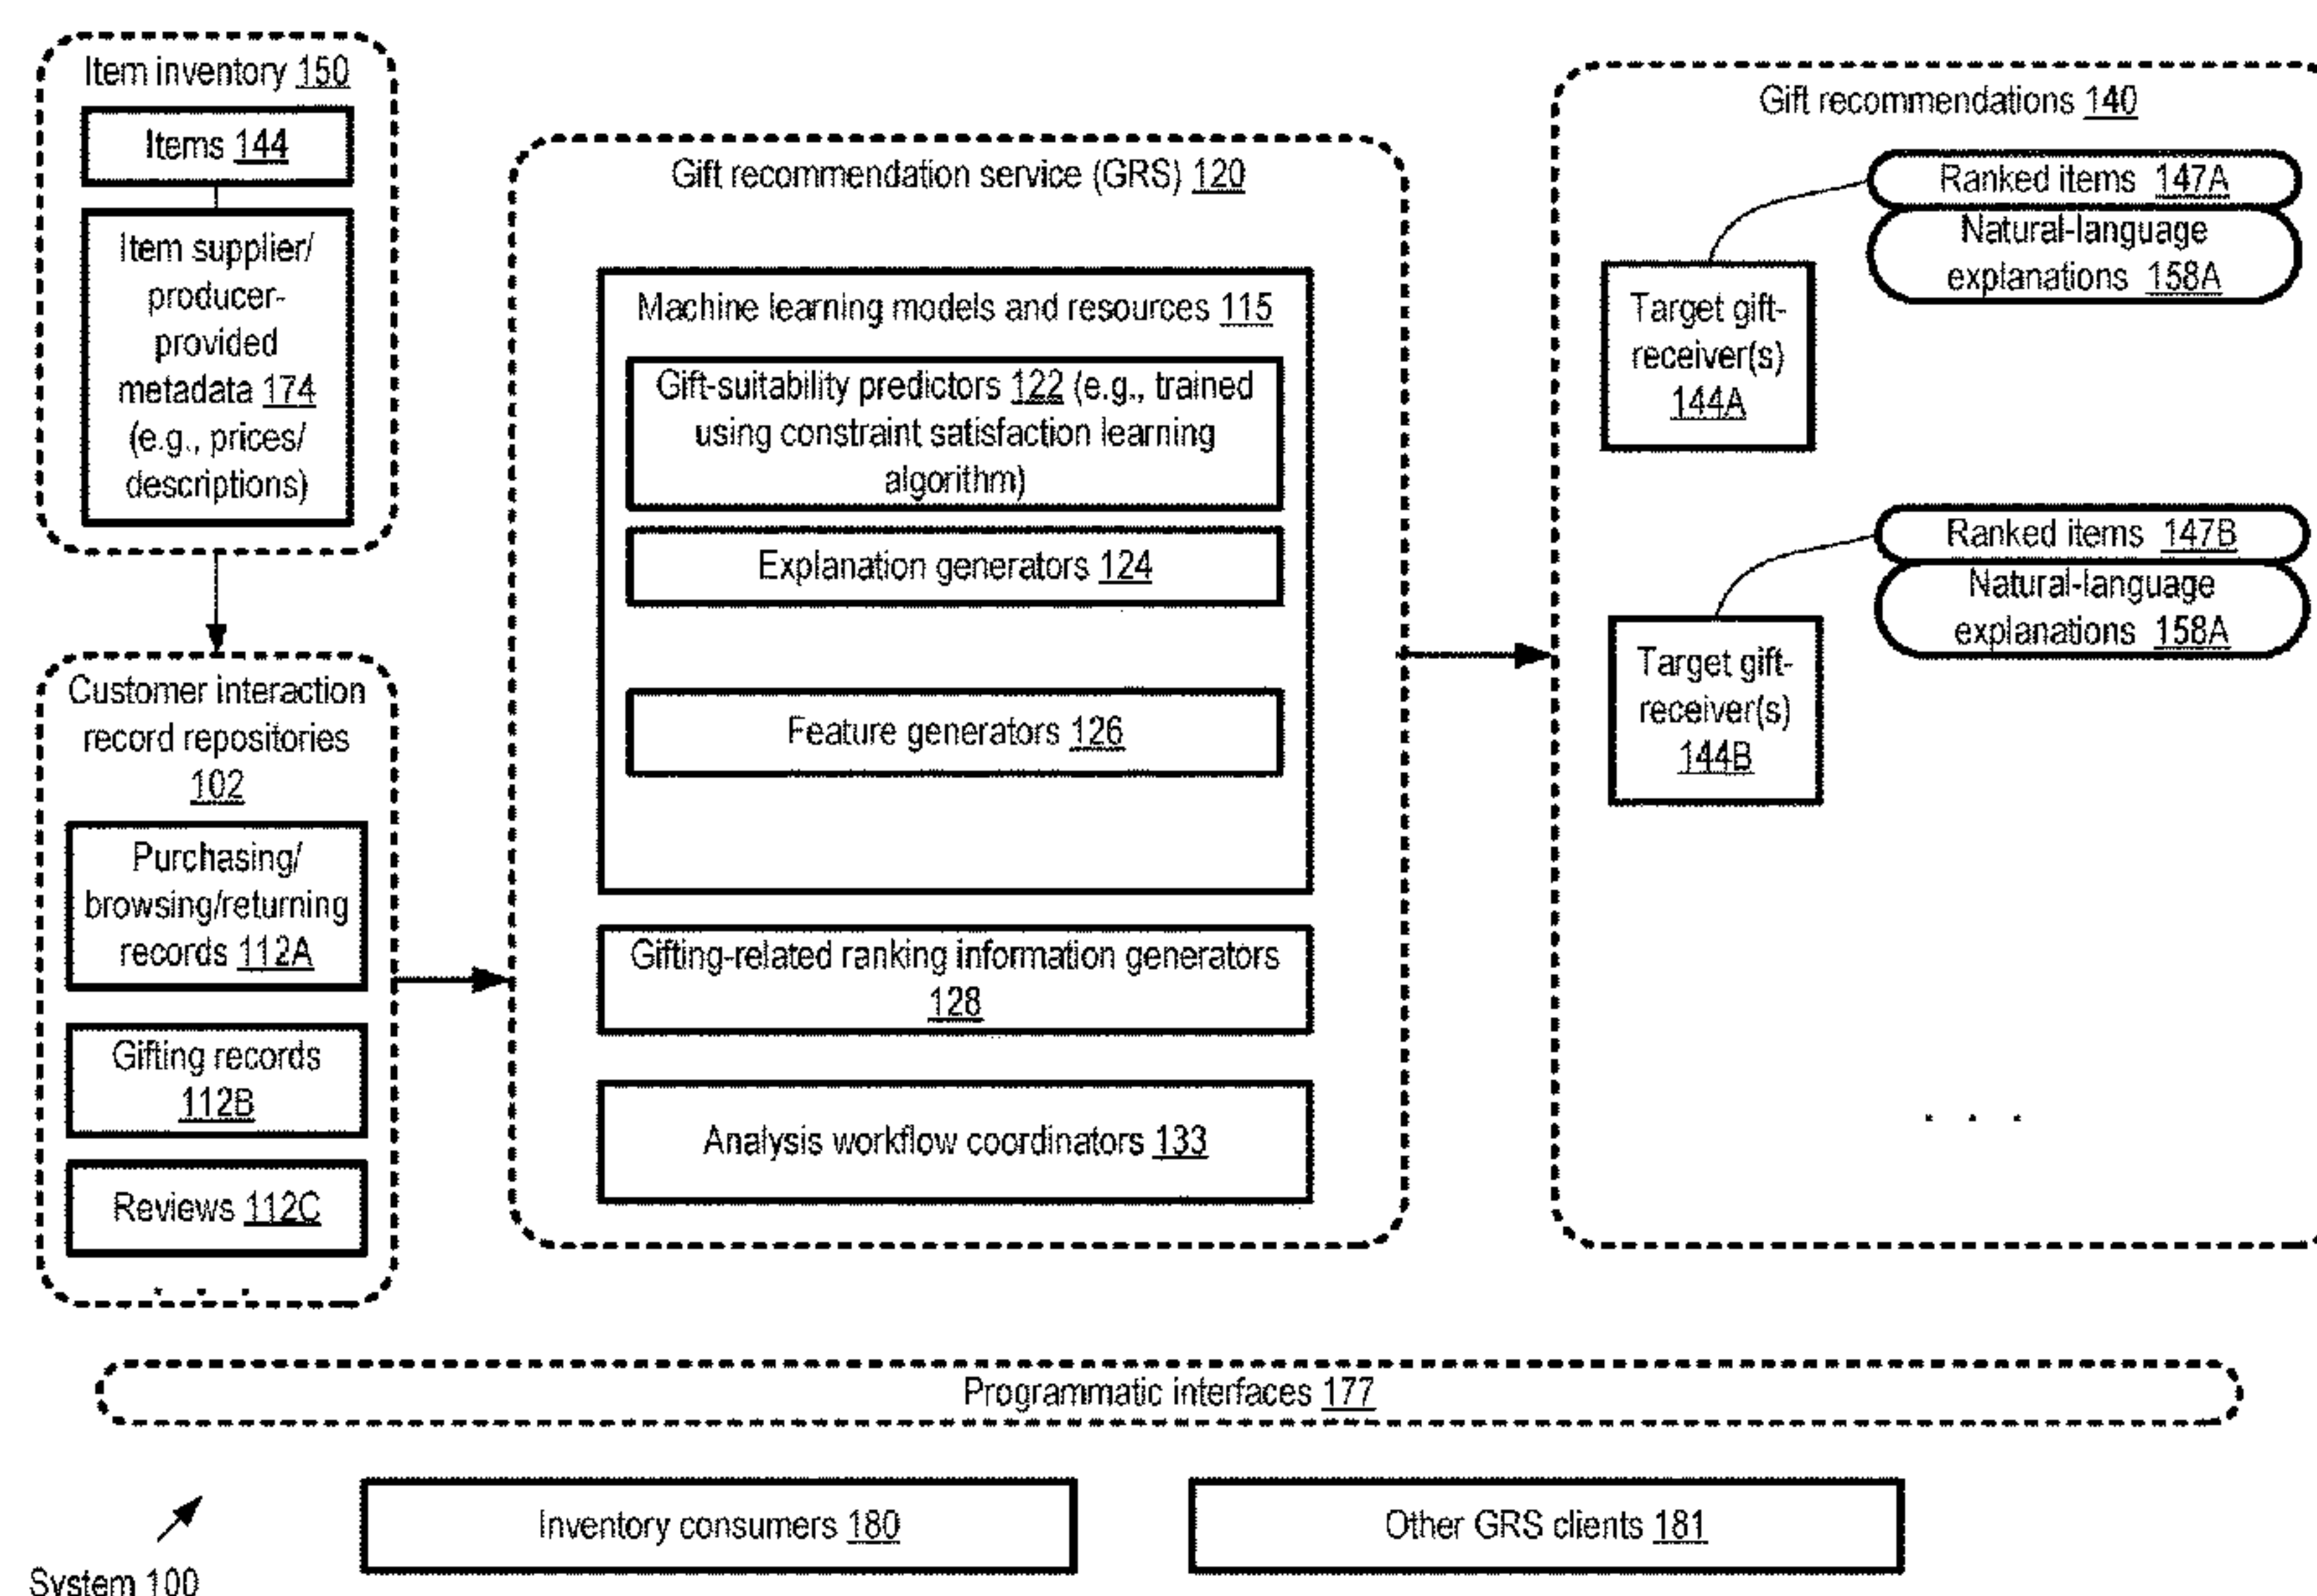 Item inventory 150
Items 144
Item supplier/
producer-
provided
metadata 174
(e.g., prices/
descriptions)
Customer interaction
record repositories
102
Purchasing/
browsing/returning
records 112A
Gifting records
112B
Reviews 112C
. . .
Gift recommendation service (GRS) 120
Machine learning models and resources 115
Gift-suitability predictors 122 (e.g., trained
using constraint satisfaction learning
algorithm)
Explanation generators 124
Feature generators 126
Gifting-related ranking information generators
128
Analysis workflow coordinators 133
Gift recommendations 140
Ranked items 147A
Natural-language
explanations 158A
Target gift-
receiver(s)
144A
Ranked items 147B
Natural-language
explanations 158A
Target gift-
receiver(s)
144B
. . .
Programmatic interfaces 177
Inventory consumers 180
Other GRS clients 181
System 100